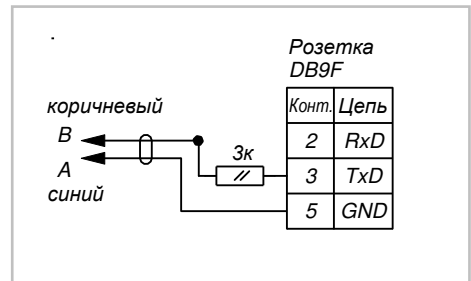 Розетка
DB9F
Конт. Цепь
коричневый
B
2 RxD
3к
3 TxD
A
синий
5 GND